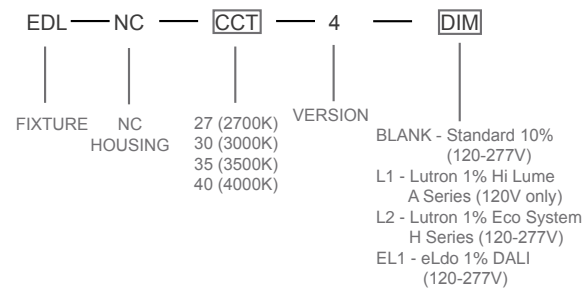 EDL NC CCT 4 DIM
FIXTURE
NC
HOUSING
27 (2700K)
30 (3000K)
35 (3500K)
40 (4000K)
VERSION
BLANK - Standard 10%
(120-277V)
L1 - Lutron 1% Hi Lume
A Series (120V only)
L2 - Lutron 1% Eco System
H Series (120-277V)
EL1 - eLdo 1% DALI
(120-277V)